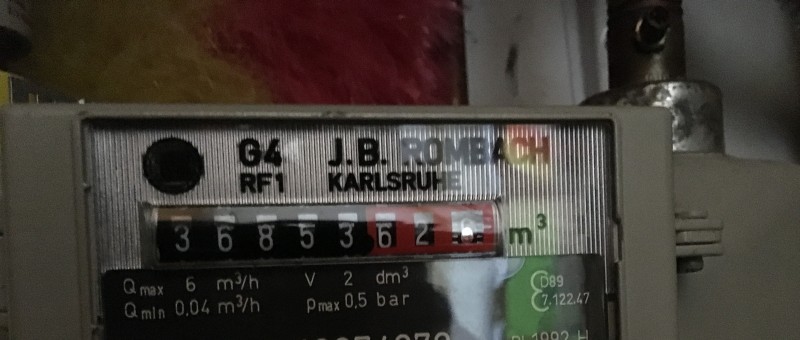 G4 J.B. ROMBACH
RF1 KARLSRUHE
3 6 8 5 3 6 2 m³
Qmax 6 m³/h V 2 dm³
Qmin 0,04 m³/h pmax 0,5 bar
D89
7.122.47